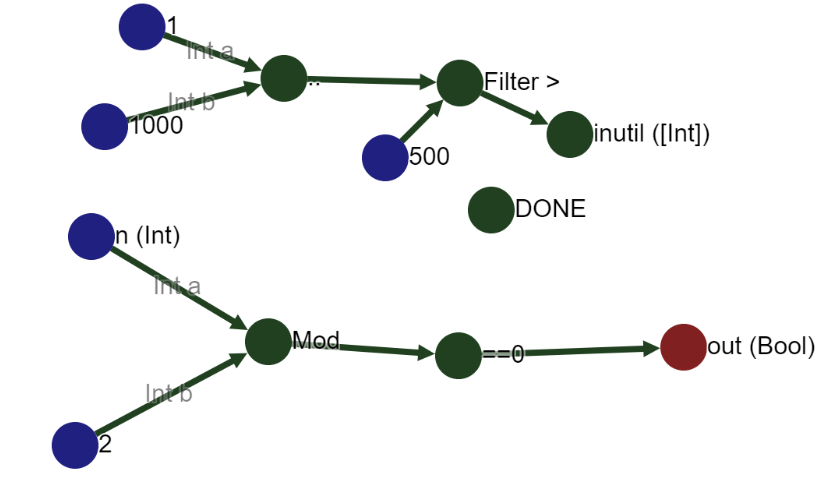 1
Int a
..
Filter >
Int b
1000
500
inutil ([Int])
DONE
n (Int)
Int a
Mod
==0
out (Bool)
Int b
2